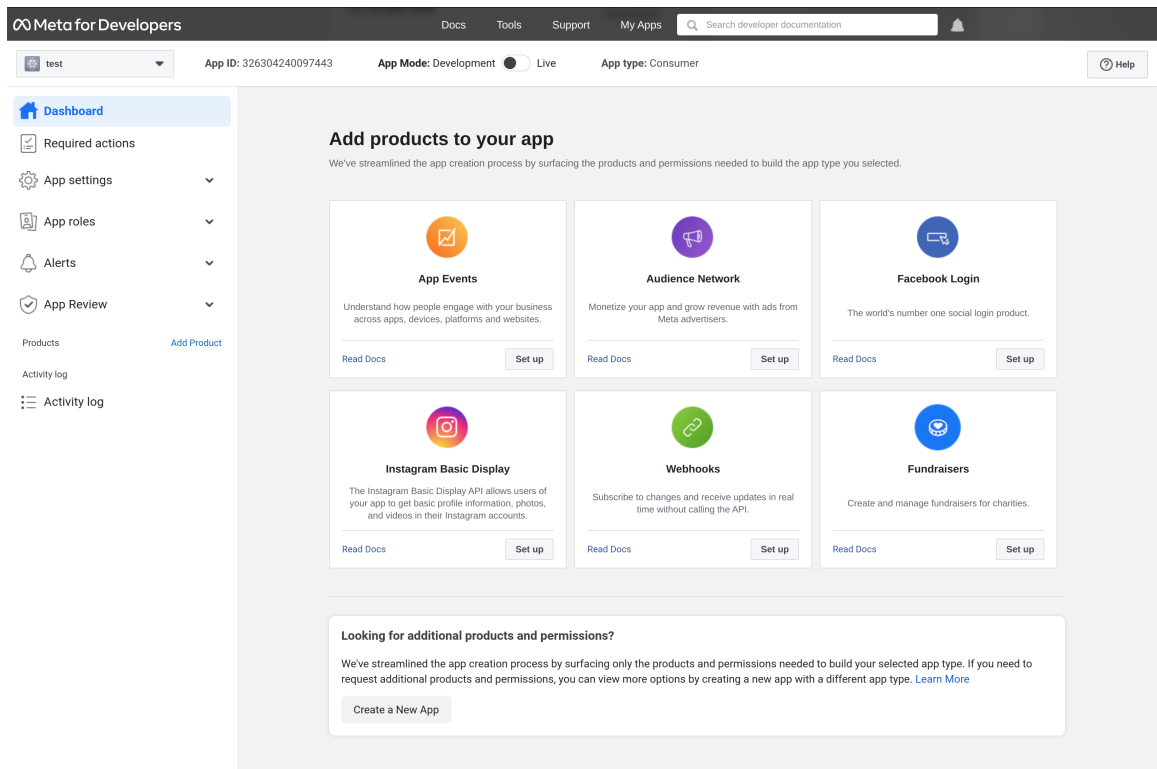 Meta for Developers
Docs
Tools
Support
My Apps
Search developer documentation
test
App ID: 326304240097443
App Mode: Development
Live
App type: Consumer
Help
Dashboard
Required actions
App settings
App roles
Alerts
App Review
Products
Add Product
Activity log
Activity log
Add products to your app
We've streamlined the app creation process by surfacing the products and permissions needed to build the app type you selected.
App Events
Understand how people engage with your business
across apps, devices, platforms and websites.
Read Docs
Set up
Audience Network
Monetize your app and grow revenue with ads from
Meta advertisers.
Read Docs
Set up
Facebook Login
The world's number one social login product.
Read Docs
Set up
Instagram Basic Display
The Instagram Basic Display API allows users of
your app to get basic profile information, photos,
and videos in their Instagram accounts.
Read Docs
Set up
Webhooks
Subscribe to changes and receive updates in real
time without calling the API.
Read Docs
Set up
Fundraisers
Create and manage fundraisers for charities.
Read Docs
Set up
Looking for additional products and permissions?
We've streamlined the app creation process by surfacing only the products and permissions needed to build your selected app type. If you need to
request additional products and permissions, you can view more options by creating a new app with a different app type. Learn More
Create a New App